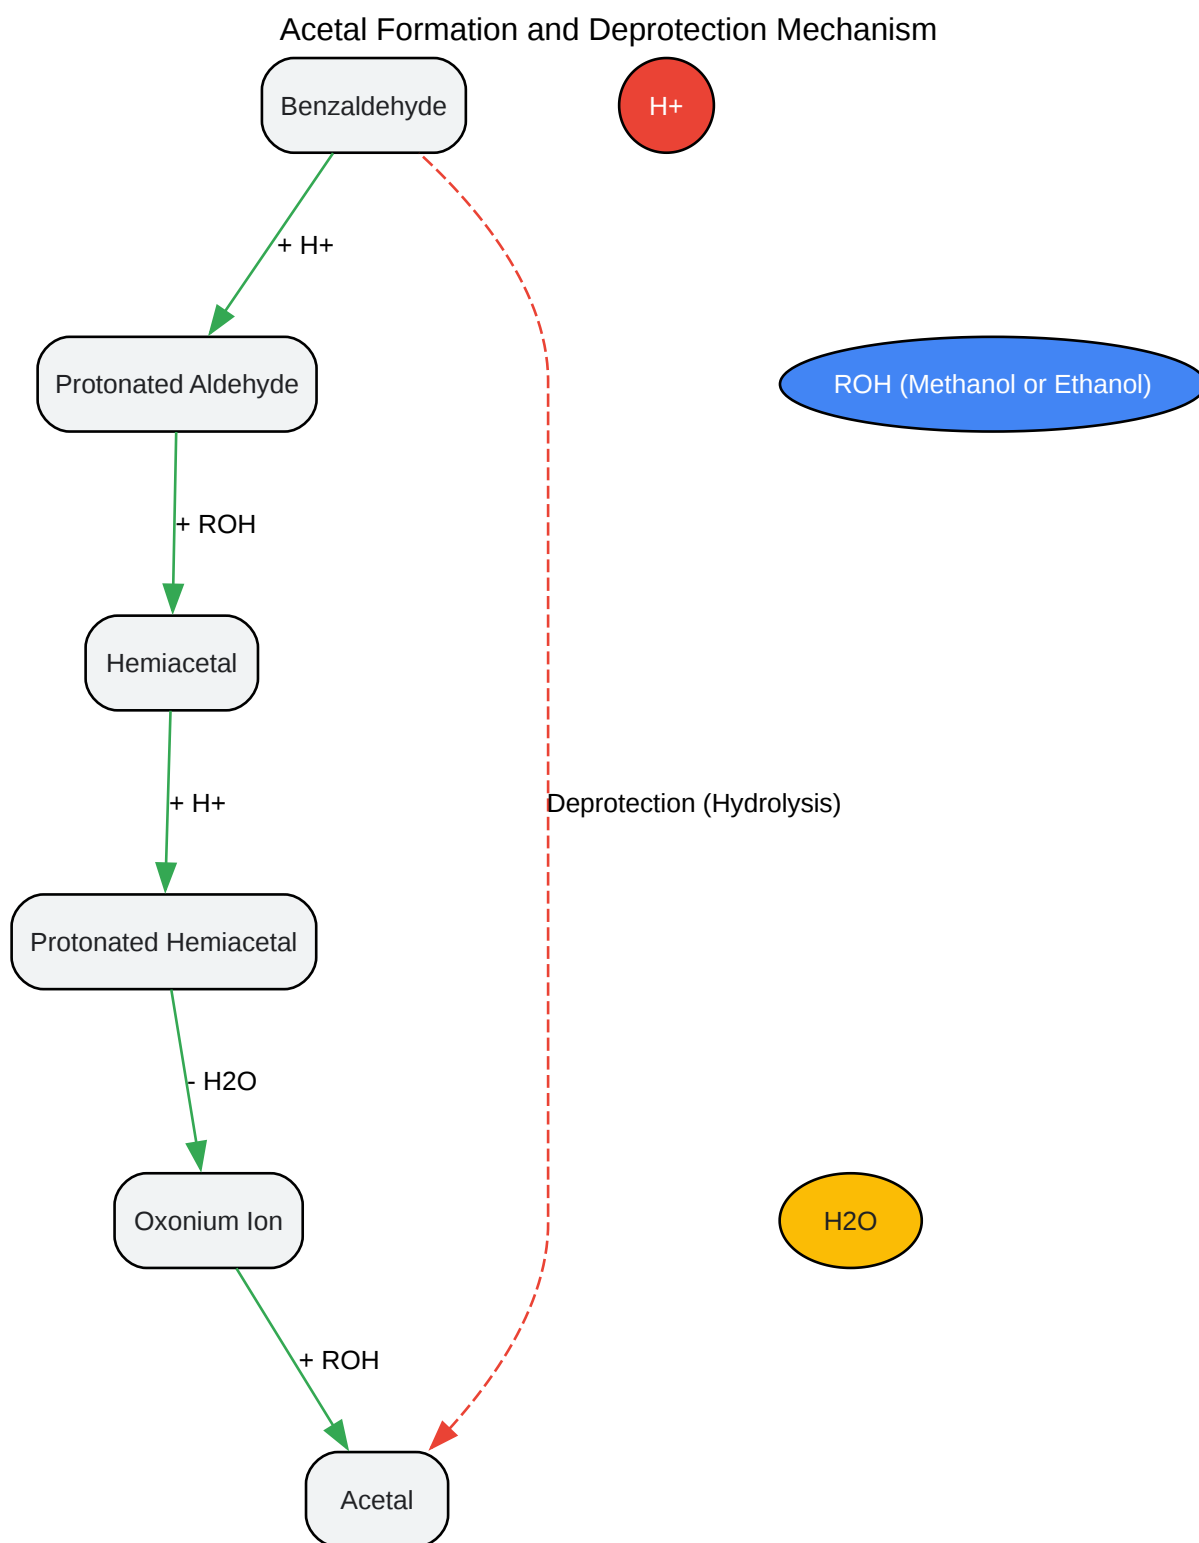 Acetal Formation and Deprotection Mechanism
Benzaldehyde
H+
+ H+
Protonated Aldehyde
ROH (Methanol or Ethanol)
+ ROH
Hemiacetal
+ H+
Deprotection (Hydrolysis)
Protonated Hemiacetal
- H2O
Oxonium Ion
H2O
+ ROH
Acetal